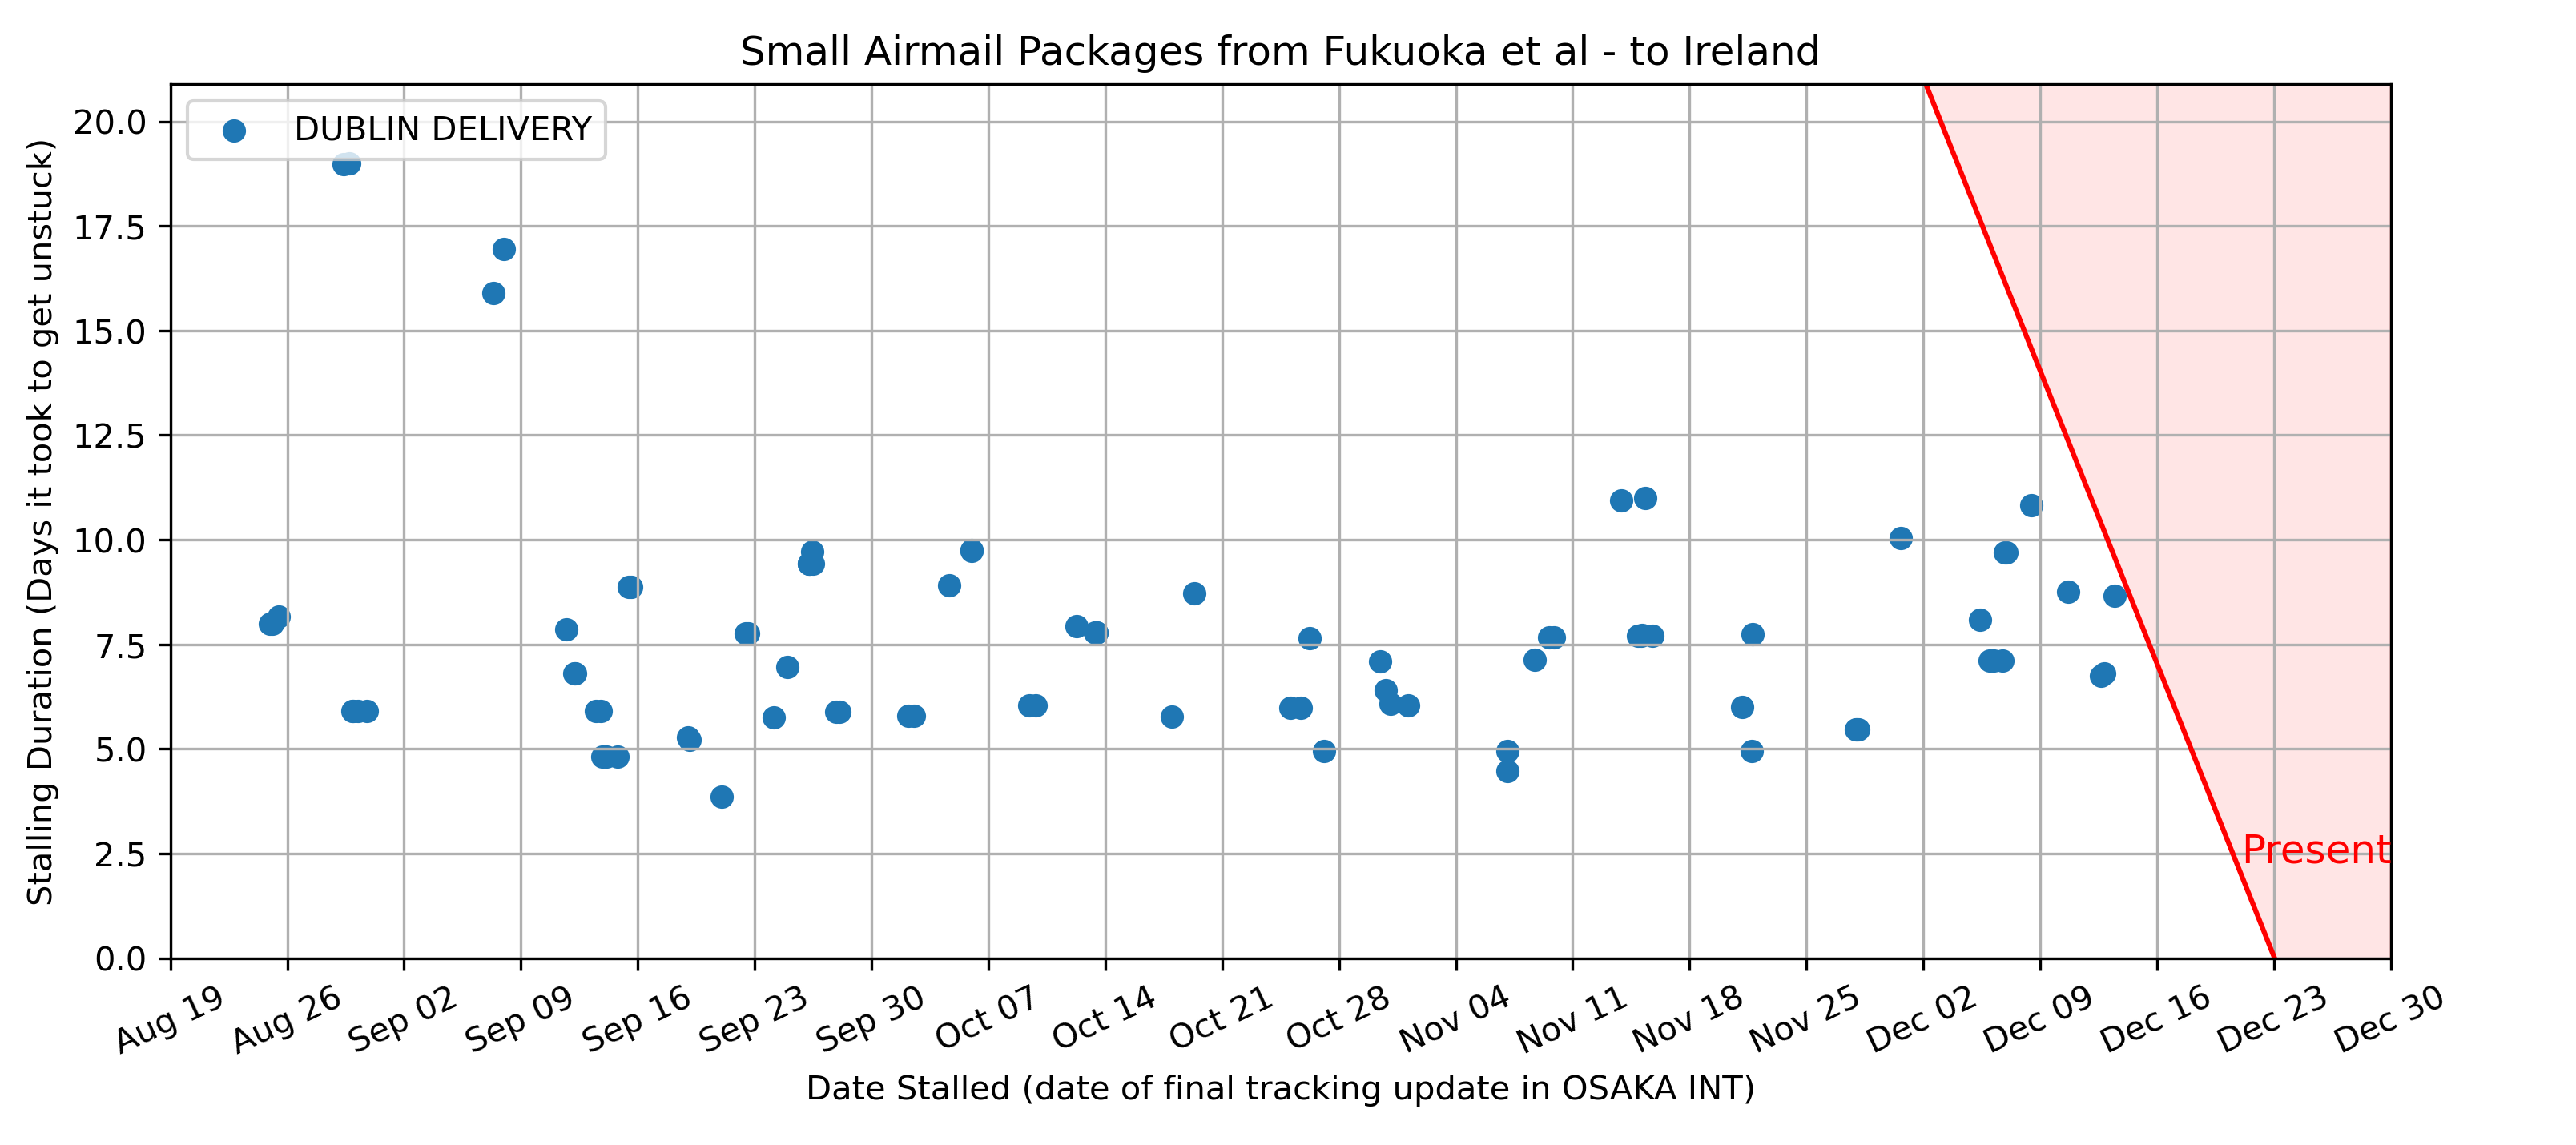 Small Airmail Packages from Fukuoka et al - to Ireland
DUBLIN DELIVERY
Stalling Duration (Days it took to get unstuck)
20.0
17.5
15.0
12.5
10.0
7.5
5.0
2.5
0.0
Present
Aug 19
Aug 26
Sep 02
Sep 09
Sep 16
Sep 23
Sep 30
Oct 07
Oct 14
Oct 21
Oct 28
Nov 04
Nov 11
Nov 18
Nov 25
Dec 02
Dec 09
Dec 16
Dec 23
Dec 30
Date Stalled (date of final tracking update in OSAKA INT)